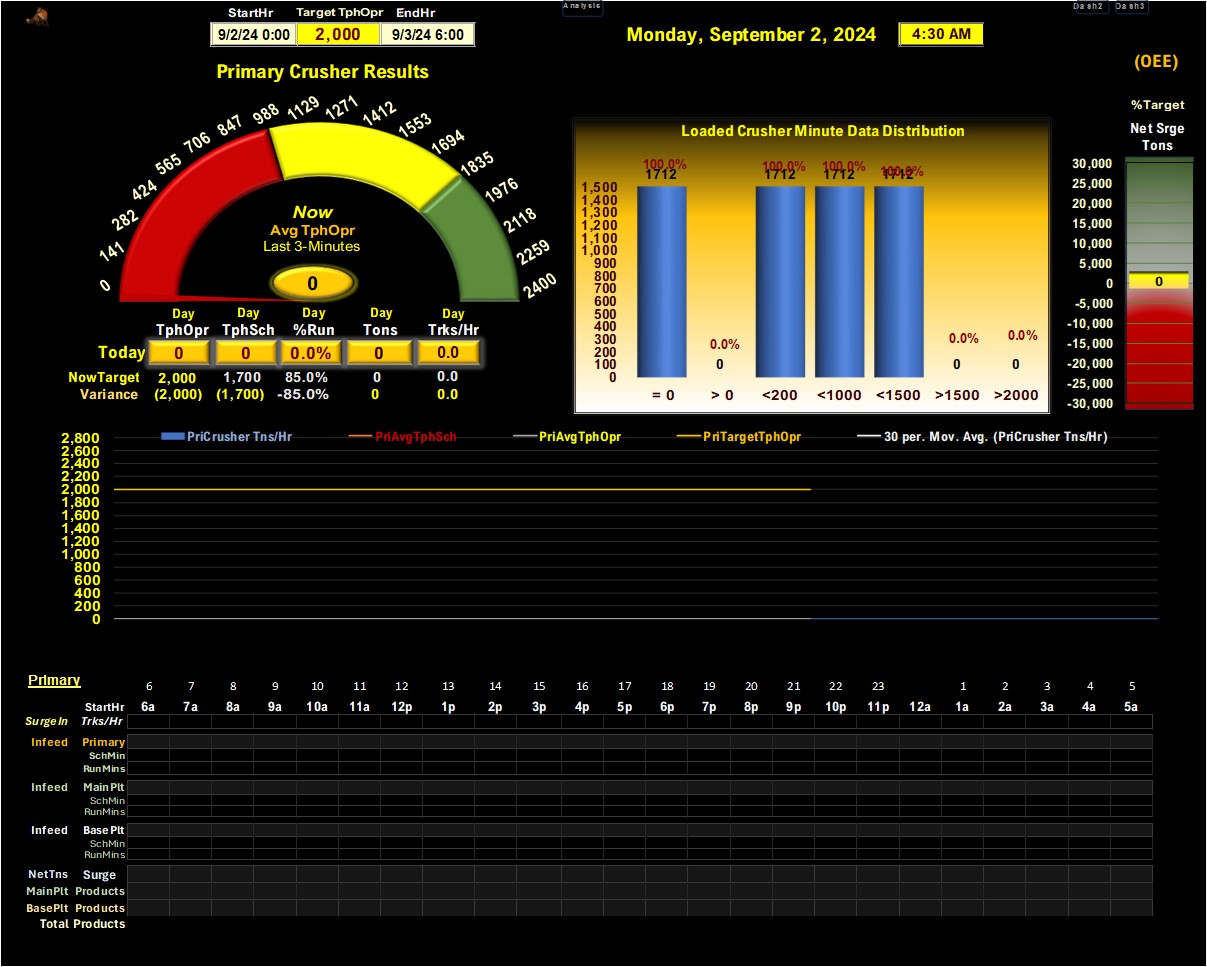 Analysis
Dash2 Dash3
StartHr Target TphOpr EndHr
9/2/24 0:00 2,000 9/3/24 6:00
Monday, September 2, 2024 4:30 AM
Primary Crusher Results
(OEE)
%Target
Net Srge
Tons
0
141
282
424
565
706
847
988
1129
1271
1412
1553
1694
1835
1976
2118
2259
2400
Now
Avg TphOpr
Last 3-Minutes
0
Day Day Day Day Day
TphOpr TphSch %Run Tons Trks/Hr
Today 0 0 0.0% 0 0.0
NowTarget 2,000 1,700 85.0% 0 0.0
Variance (2,000) (1,700) -85.0% 0 0.0
Loaded Crusher Minute Data Distribution
100.0% 100.0% 100.0% 100.0%
1712 1712 1712 1712
1,500
1,400
1,300
1,200
1,100
1,000
900
800
700
600
500
400
300
200
100
0
0.0% 0.0% 0.0%
0 0 0
= 0 > 0 <200 <1000 <1500 >1500 >2000
30,000
25,000
20,000
15,000
10,000
5,000
0
-5,000
-10,000
-15,000
-20,000
-25,000
-30,000
0
PriCrusher Tns/Hr PriAvgTphSch PriAvgTphOpr PriTargetTphOpr 30 per. Mov. Avg. (PriCrusher Tns/Hr)
2,800
2,600
2,400
2,200
2,000
1,800
1,600
1,400
1,200
1,000
800
600
400
200
0
Primary
6 7 8 9 10 11 12 13 14 15 16 17 18 19 20 21 22 23 1 2 3 4 5
StartHr 6a 7a 8a 9a 10a 11a 12p 1p 2p 3p 4p 5p 6p 7p 8p 9p 10p 11p 12a 1a 2a 3a 4a 5a
SurgeIn Trks/Hr
Infeed Primary
SchMin
RunMins
Infeed MainPlt
SchMin
RunMins
Infeed BasePlt
SchMin
RunMins
NetTns Surge
MainPlt Products
BasePlt Products
Total Products